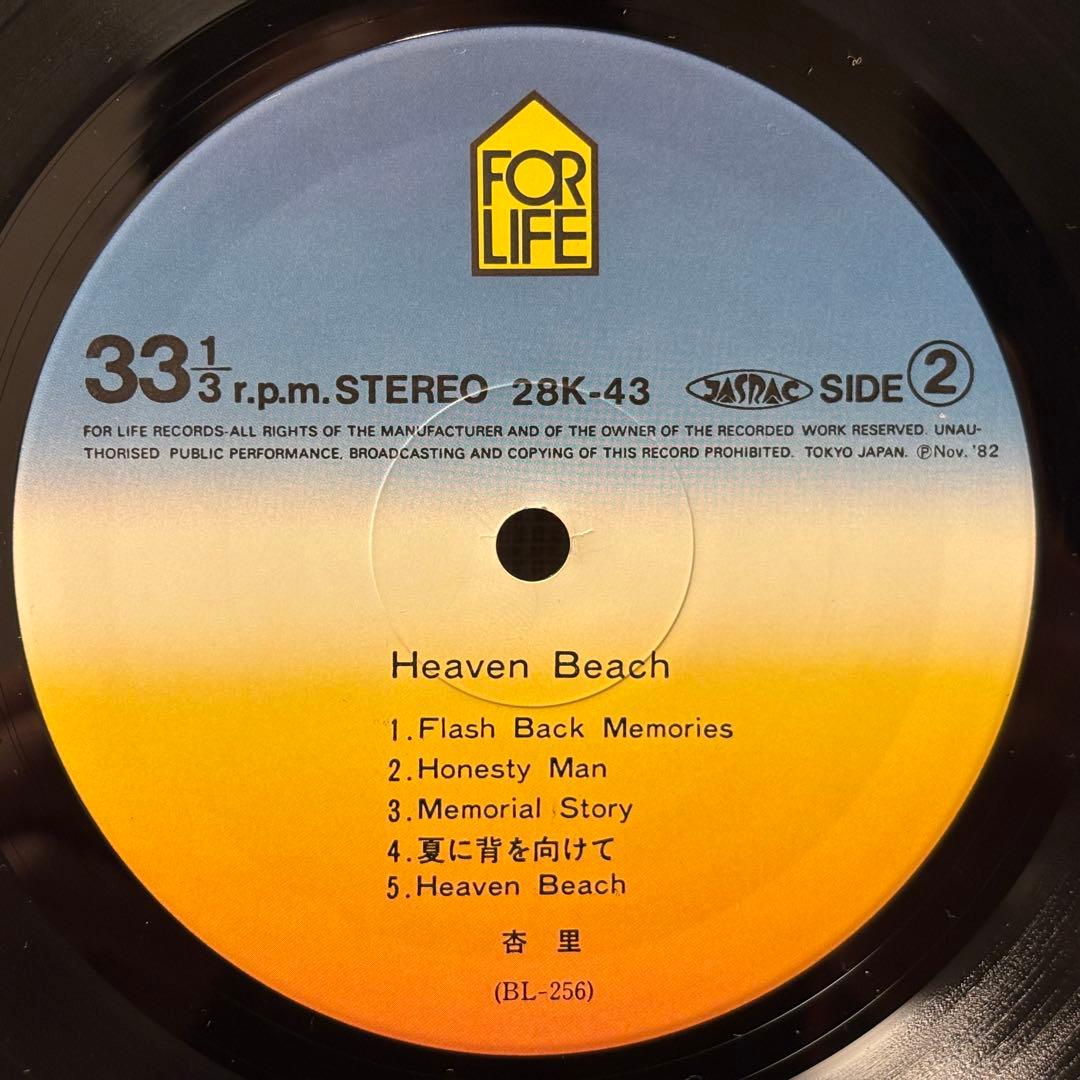 FOR
LIFE
33 1/3 r.p.m. STEREO 28K-43 JASRAC SIDE 2
FOR LIFE RECORDS-ALL RIGHTS OF THE MANUFACTURER AND OF THE OWNER OF THE RECORDED WORK RESERVED. UNAU-
THORISED PUBLIC PERFORMANCE, BROADCASTING AND COPYING OF THIS RECORD PROHIBITED. TOKYO JAPAN. ℗Nov. '82
Heaven Beach
1. Flash Back Memories
2. Honesty Man
3. Memorial Story
4. 夏に背を向けて
5. Heaven Beach
杏 里
(BL-256)